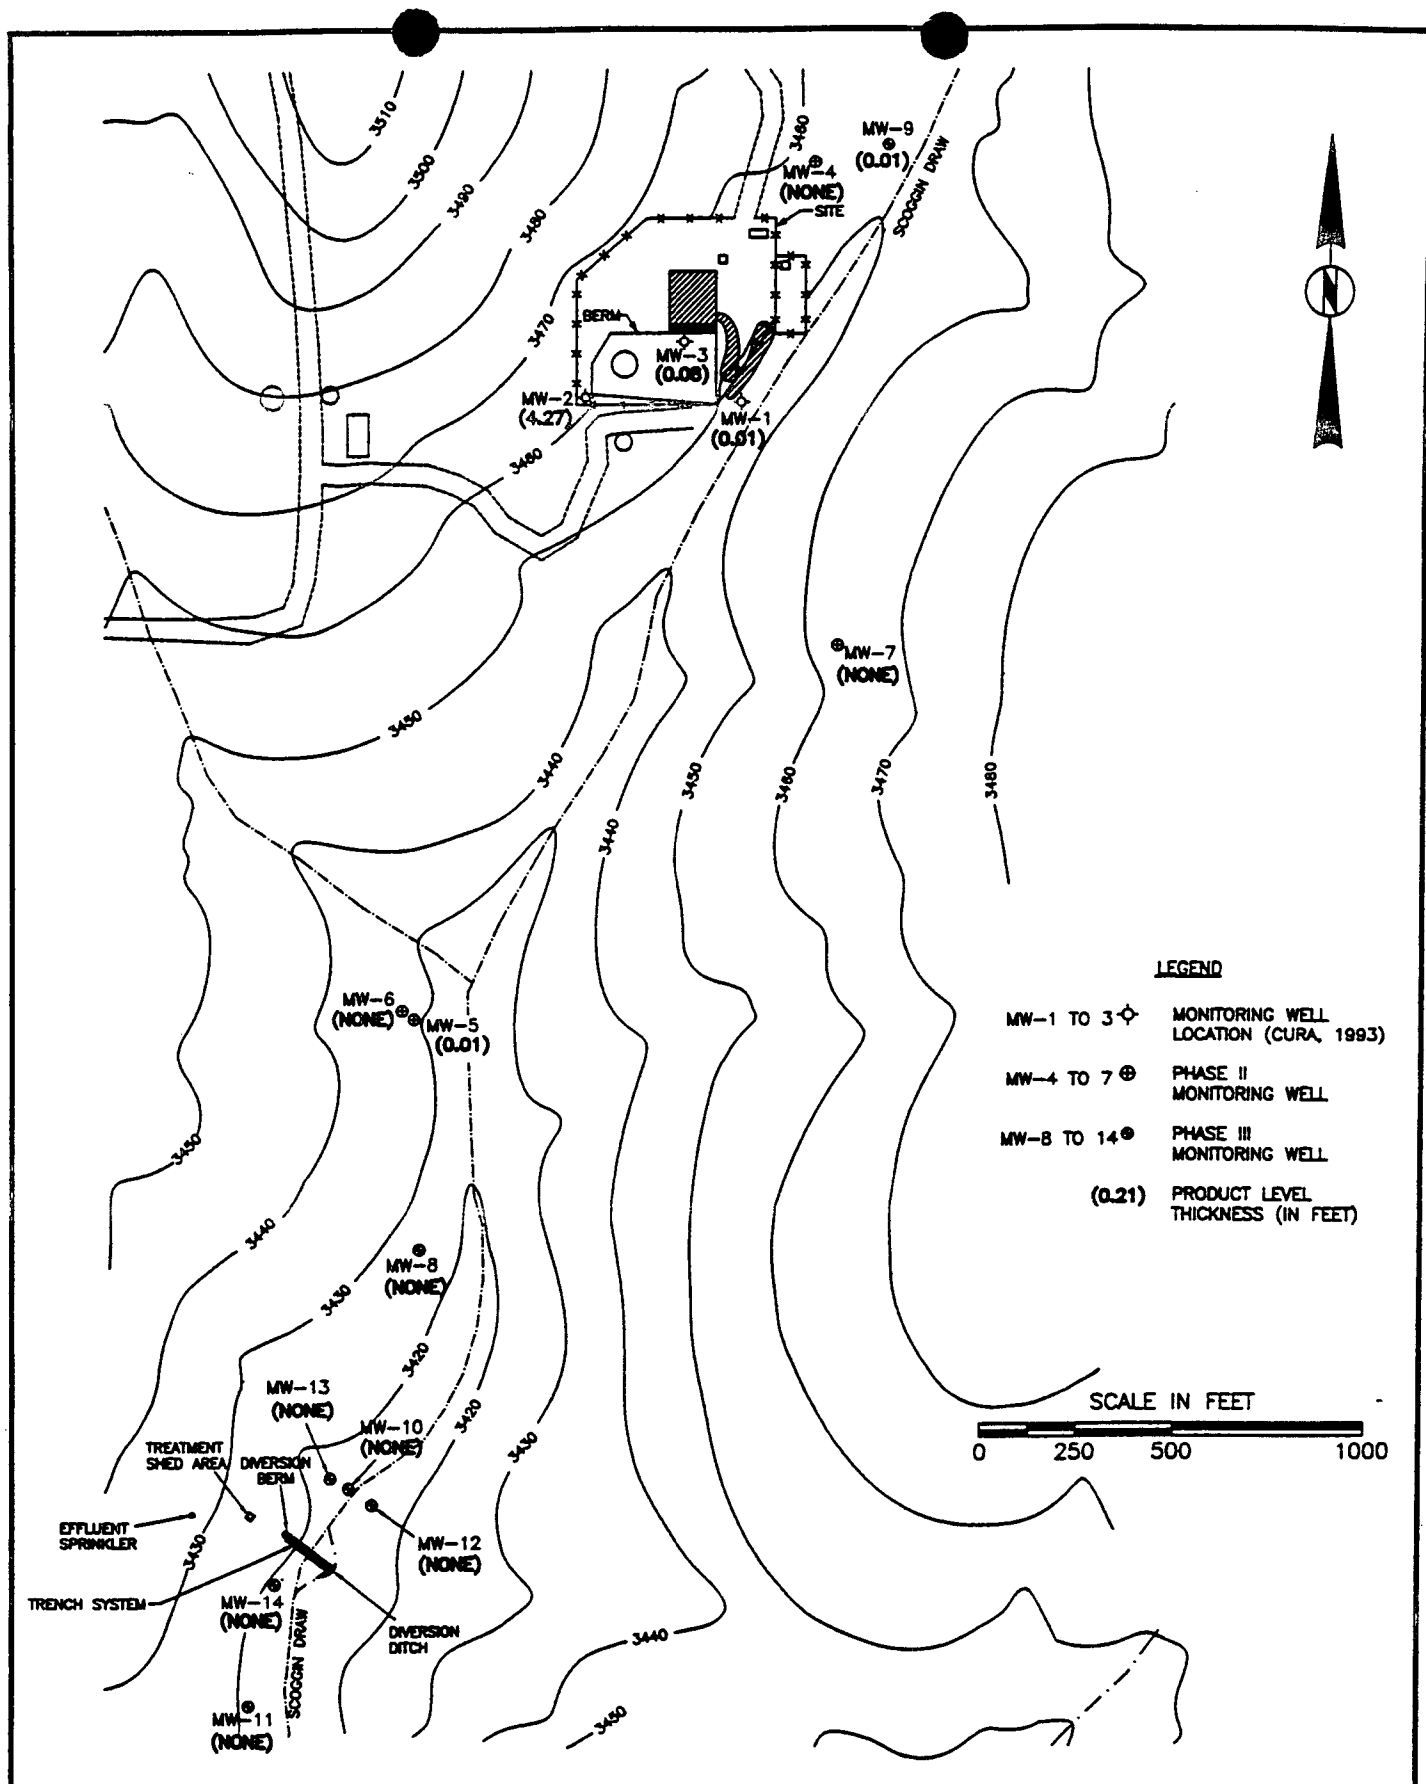 3510
3500
3490
3480
3470
3460
MW-9
(0.01)
MW-4
(NONE)
SITE
SCOGGIN DRAW
N
BERM
MW-3
(0.08)
MW-2
(4.27)
MW-1
(0.01)
3460
MW-7
(NONE)
3450
3440
3440
3450
3460
3470
3480
MW-6
(NONE)
MW-5
(0.01)
LEGEND
MW-1 TO 3
MONITORING WELL
LOCATION (CURA, 1993)
MW-4 TO 7
PHASE II
MONITORING WELL
MW-8 TO 14
PHASE III
MONITORING WELL
(0.21)
PRODUCT LEVEL
THICKNESS (IN FEET)
3450
3440
3430
MW-8
(NONE)
3420
3420
3430
MW-13
(NONE)
MW-10
(NONE)
SCALE IN FEET
0 250 500 1000
TREATMENT
SHED AREA
DIVERSION
BERM
EFFLUENT
SPRINKLER
3430
MW-12
(NONE)
TRENCH SYSTEM
MW-14
(NONE)
SCOGGIN DRAW
DIVERSION
DITCH
3440
3450
MW-11
(NONE)